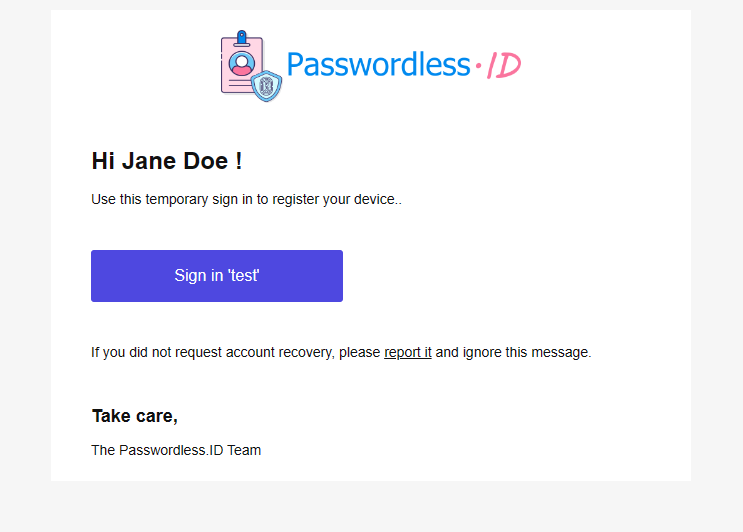 Passwordless·ID
Hi Jane Doe !
Use this temporary sign in to register your device..
Sign in 'test'
If you did not request account recovery, please report it and ignore this message.
Take care,
The Passwordless.ID Team